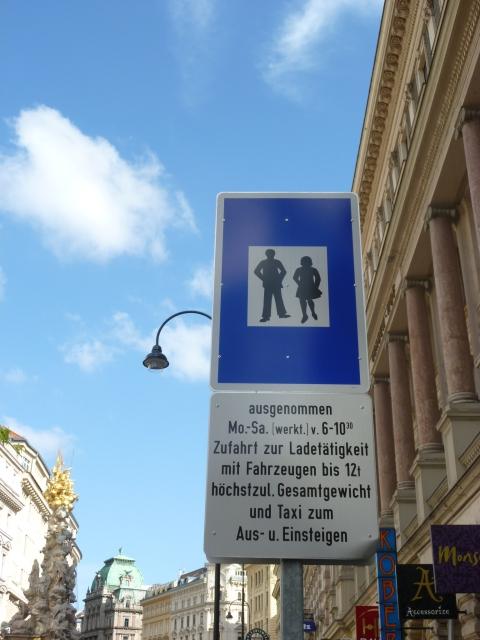 ausgenommen
Mo.-Sa. (werkt.) v. 6-10³⁰
Zufahrt zur Ladetätigkeit
mit Fahrzeugen bis 12t
höchstzul. Gesamtgewicht
und Taxi zum
Aus- u. Einsteigen
KOBER
A
Accessorize